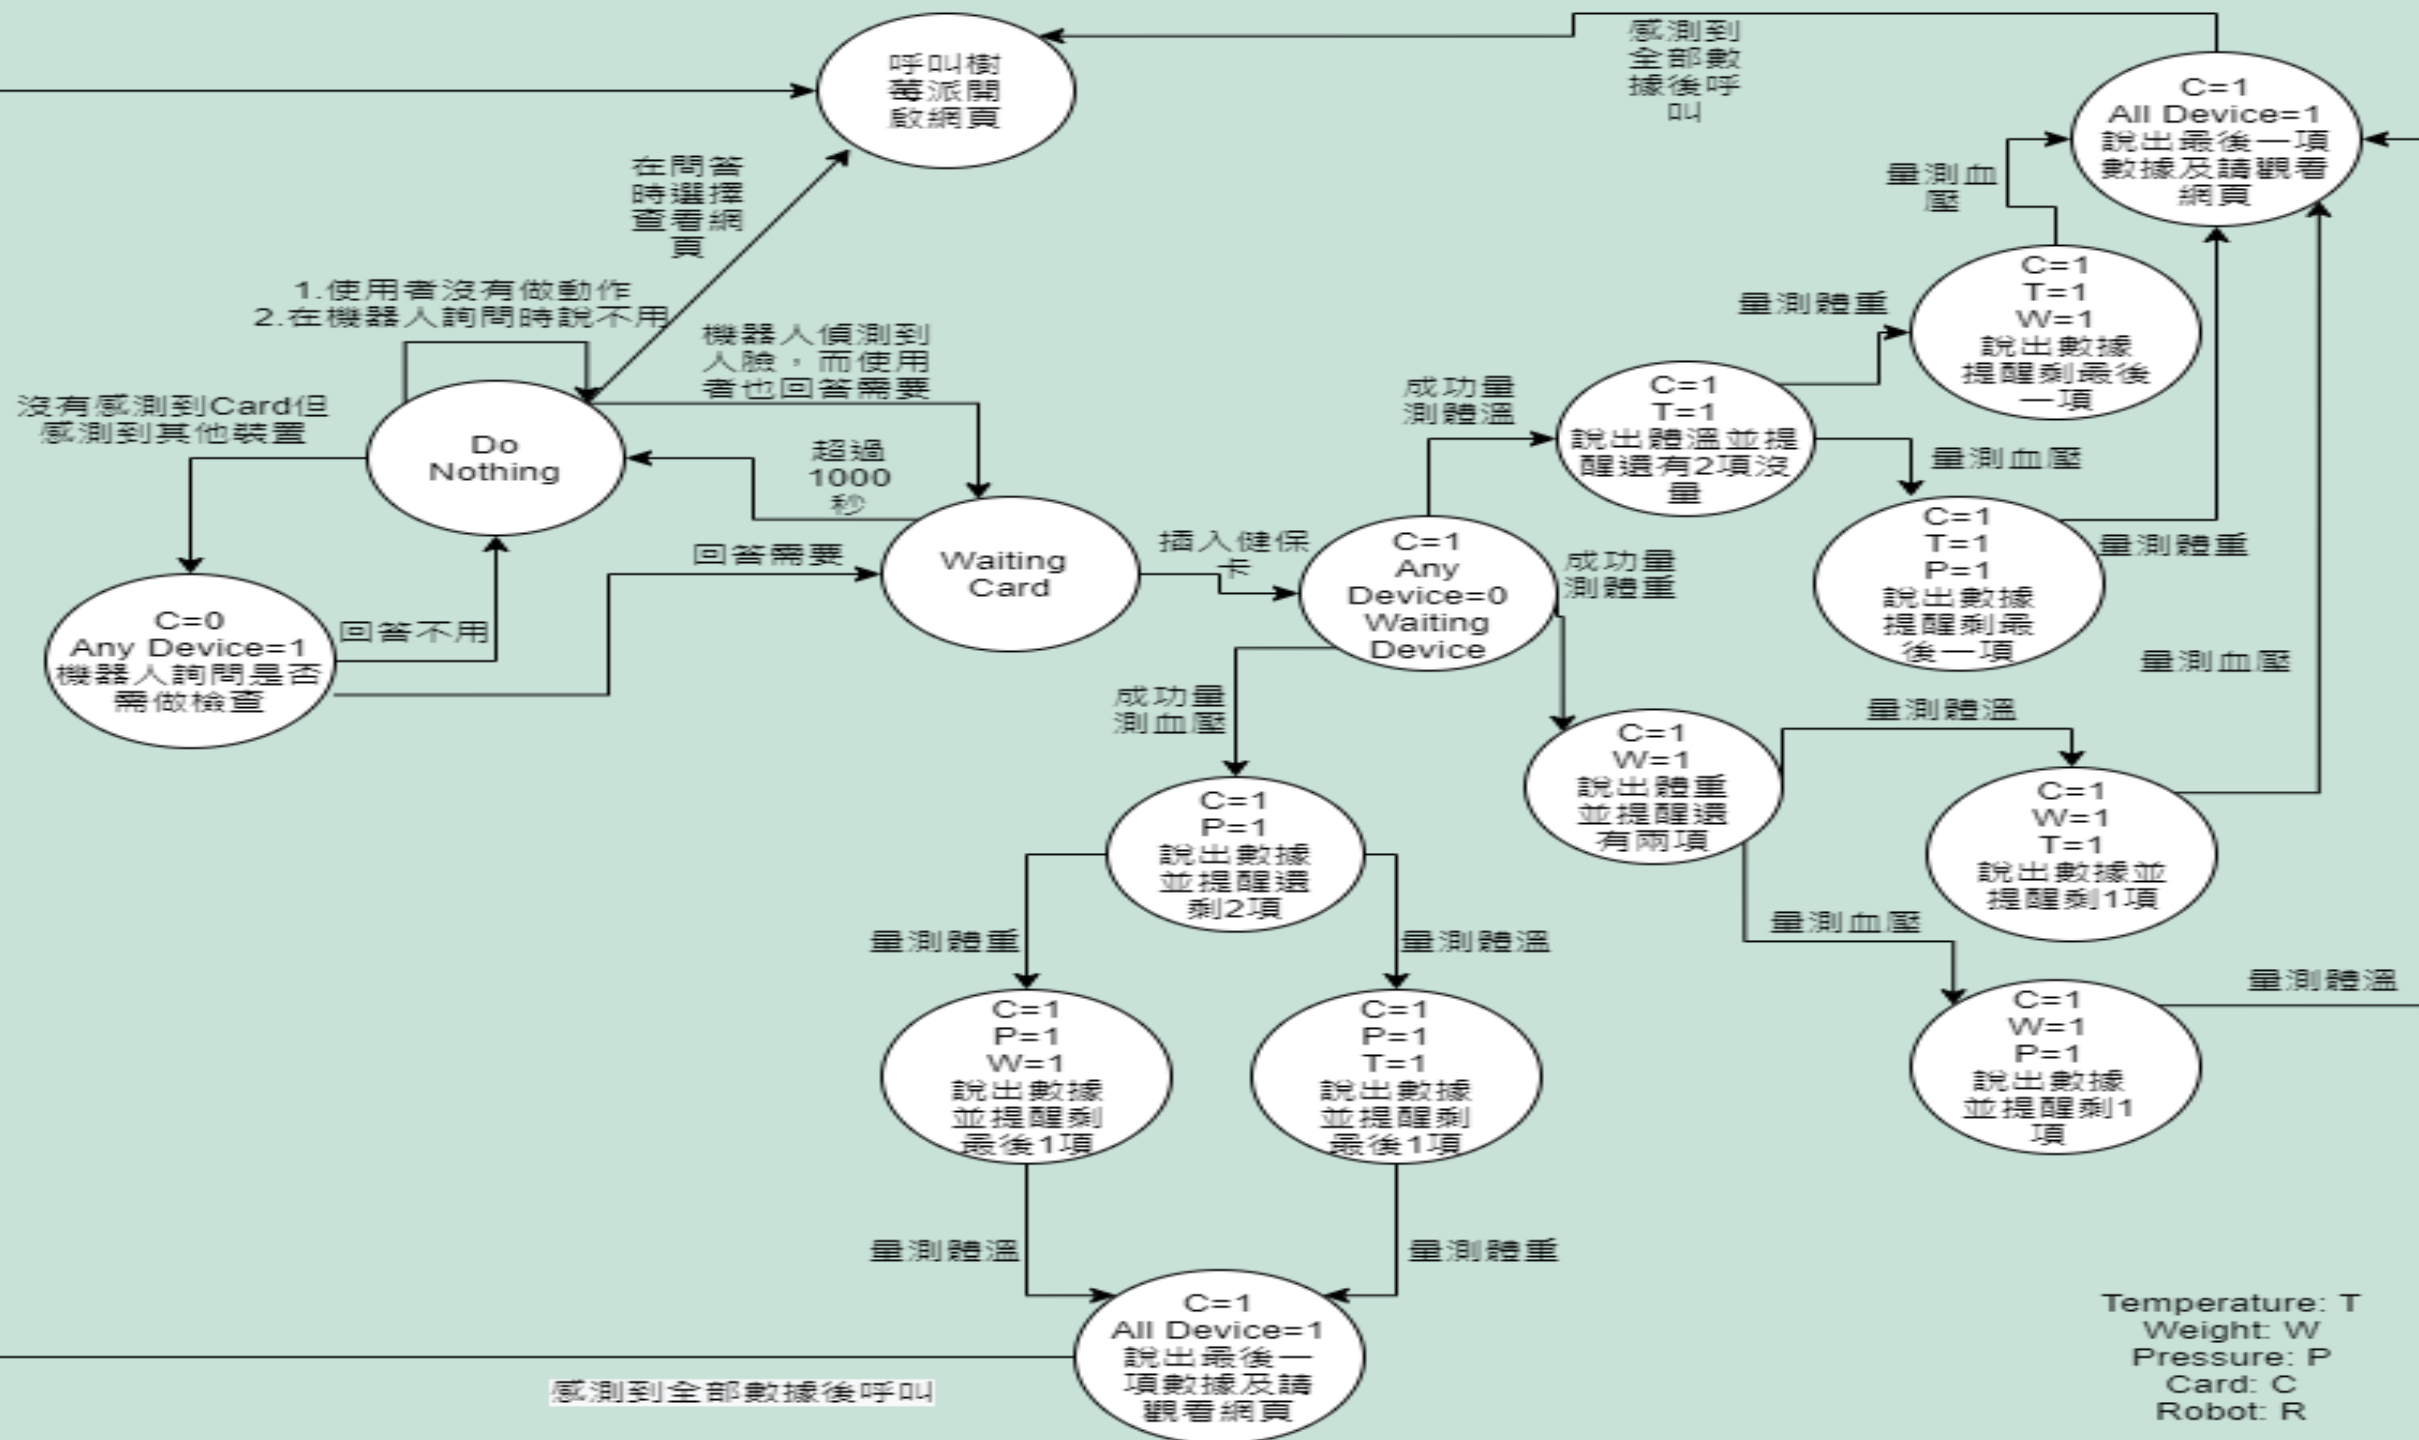 呼叫樹
莓派開
啟網頁
感測到
全部數
據後呼
叫
C=1
All Device=1
說出最後一項
數據及請觀看
網頁
在問答
時選擇
查看網
頁
量測血
壓
1.使用者沒有做動作
2.在機器人詢問時說不用
機器人偵測到
人臉，而使用
者也回答需要
量測體重
C=1
T=1
W=1
說出數據
提醒剩最後
一項
沒有感測到Card但
感測到其他裝置
Do
Nothing
超過
1000
秒
成功量
測體溫
C=1
T=1
說出體溫並提
醒還有2項沒
量
量測血壓
回答需要
Waiting
Card
插入健保
卡
C=1
Any
Device=0
Waiting
Device
成功量
測體重
C=1
T=1
P=1
說出數據
提醒剩最
後一項
量測體重
C=0
Any Device=1
機器人詢問是否
需做檢查
回答不用
成功量
測血壓
量測血壓
C=1
W=1
說出體重
並提醒還
有兩項
量測體溫
C=1
W=1
T=1
說出數據並
提醒剩1項
C=1
P=1
說出數據
並提醒還
剩2項
量測體重
量測體溫
量測血壓
量測體溫
C=1
P=1
W=1
說出數據
並提醒剩
最後1項
C=1
P=1
T=1
說出數據
並提醒剩
最後1項
C=1
W=1
P=1
說出數據
並提醒剩1
項
量測體溫
量測體重
C=1
All Device=1
說出最後一
項數據及請
觀看網頁
感測到全部數據後呼叫
Temperature: T
Weight: W
Pressure: P
Card: C
Robot: R